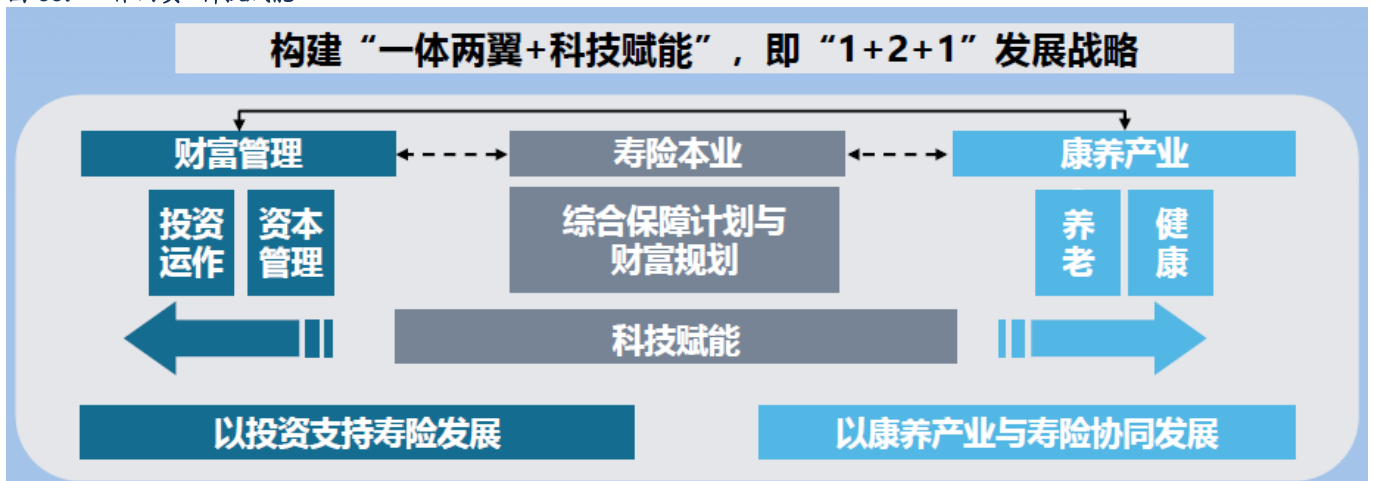 构建“一体两翼+科技赋能”，即“1+2+1”发展战略
财富管理
寿险本业
康养产业
投资
运作
资本
管理
综合保障计划与
财富规划
养
老
健
康
科技赋能
以投资支持寿险发展
以康养产业与寿险协同发展